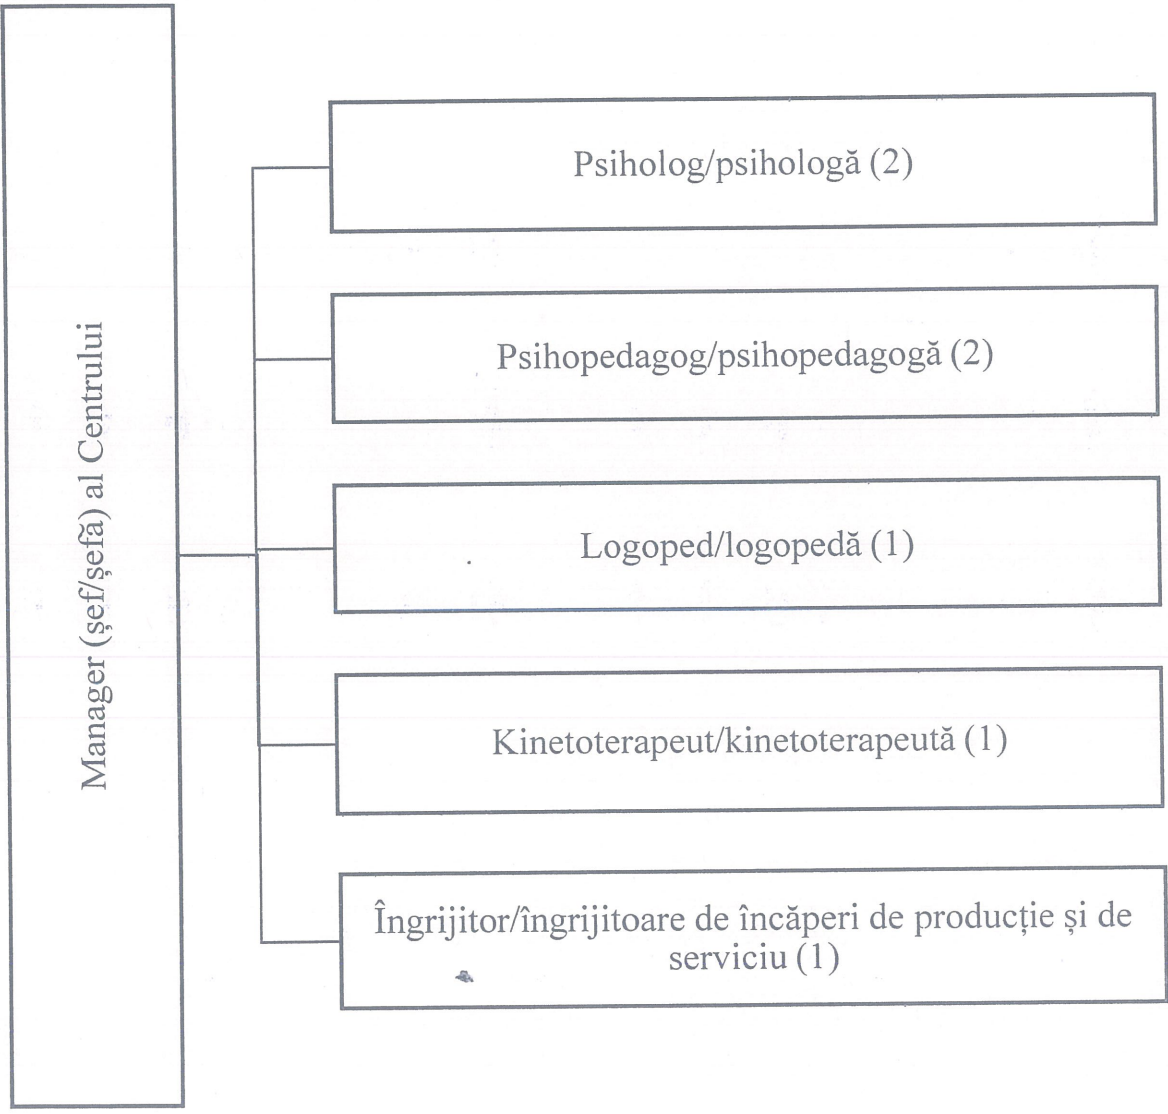 Manager (șef/șefă) al Centrului
Psiholog/psihologă (2)
Psihopedagog/psihopedagogă (2)
Logoped/logopedă (1)
Kinetoterapeut/kinetoterapeută (1)
Îngrijitor/îngrijitoare de încăperi de producție și de
serviciu (1)